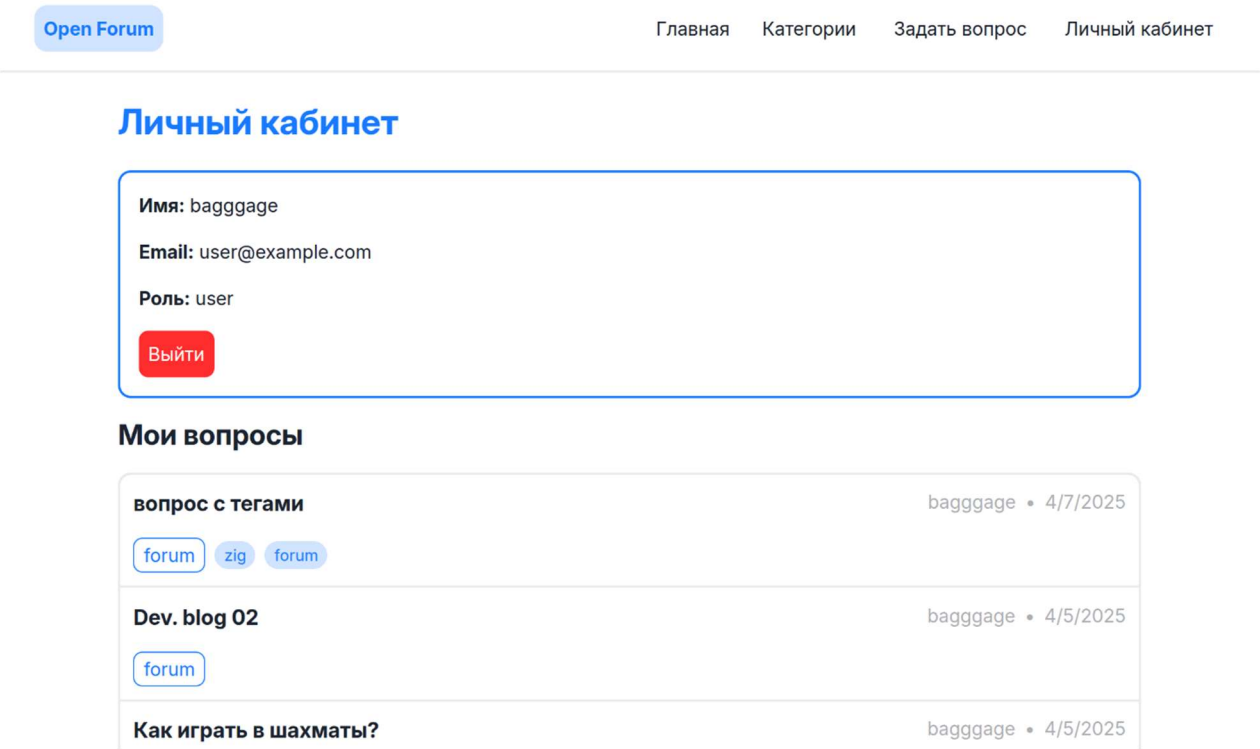 Open Forum Главная Категории Задать вопрос Личный кабинет
Личный кабинет
Имя: bagggage
Email: user@example.com
Роль: user
Выйти
Мои вопросы
вопрос с тегами bagggage • 4/7/2025
forum zig forum
Dev. blog 02 bagggage • 4/5/2025
forum
Как играть в шахматы? bagggage • 4/5/2025